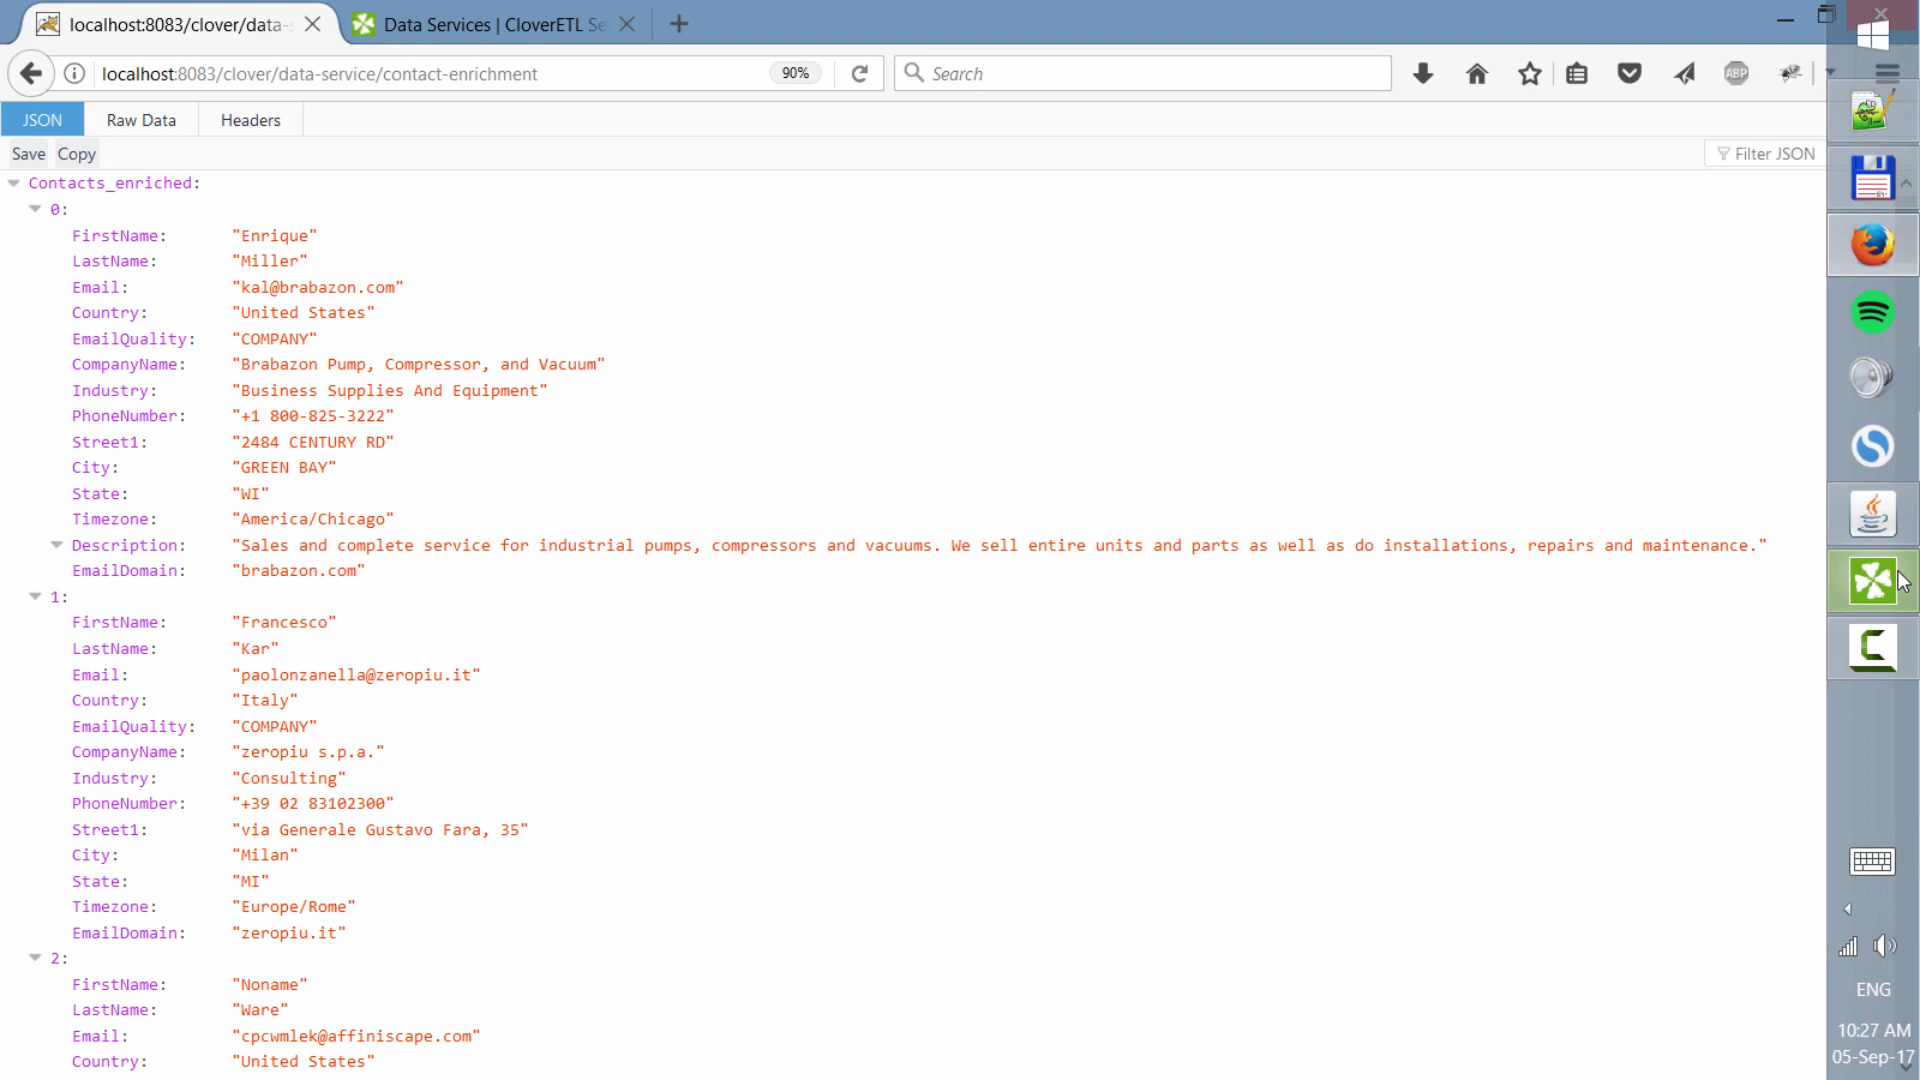 localhost:8083/clover/data-s
Data Services | CloverETL Se
localhost:8083/clover/data-service/contact-enrichment
90%
Search
ABP
JSON
Raw Data
Headers
Save
Copy
Filter JSON
Contacts_enriched:
0:
FirstName: "Enrique"
LastName: "Miller"
Email: "kal@brabazon.com"
Country: "United States"
EmailQuality: "COMPANY"
CompanyName: "Brabazon Pump, Compressor, and Vacuum"
Industry: "Business Supplies And Equipment"
PhoneNumber: "+1 800-825-3222"
Street1: "2484 CENTURY RD"
City: "GREEN BAY"
State: "WI"
Timezone: "America/Chicago"
Description: "Sales and complete service for industrial pumps, compressors and vacuums. We sell entire units and parts as well as do installations, repairs and maintenance."
EmailDomain: "brabazon.com"
1:
FirstName: "Francesco"
LastName: "Kar"
Email: "paolonzanella@zeropiu.it"
Country: "Italy"
EmailQuality: "COMPANY"
CompanyName: "zeropiu s.p.a."
Industry: "Consulting"
PhoneNumber: "+39 02 83102300"
Street1: "via Generale Gustavo Fara, 35"
City: "Milan"
State: "MI"
Timezone: "Europe/Rome"
EmailDomain: "zeropiu.it"
2:
FirstName: "Noname"
LastName: "Ware"
Email: "cpcwmlek@affiniscape.com"
Country: "United States"
ENG
10:27 AM
05-Sep-17